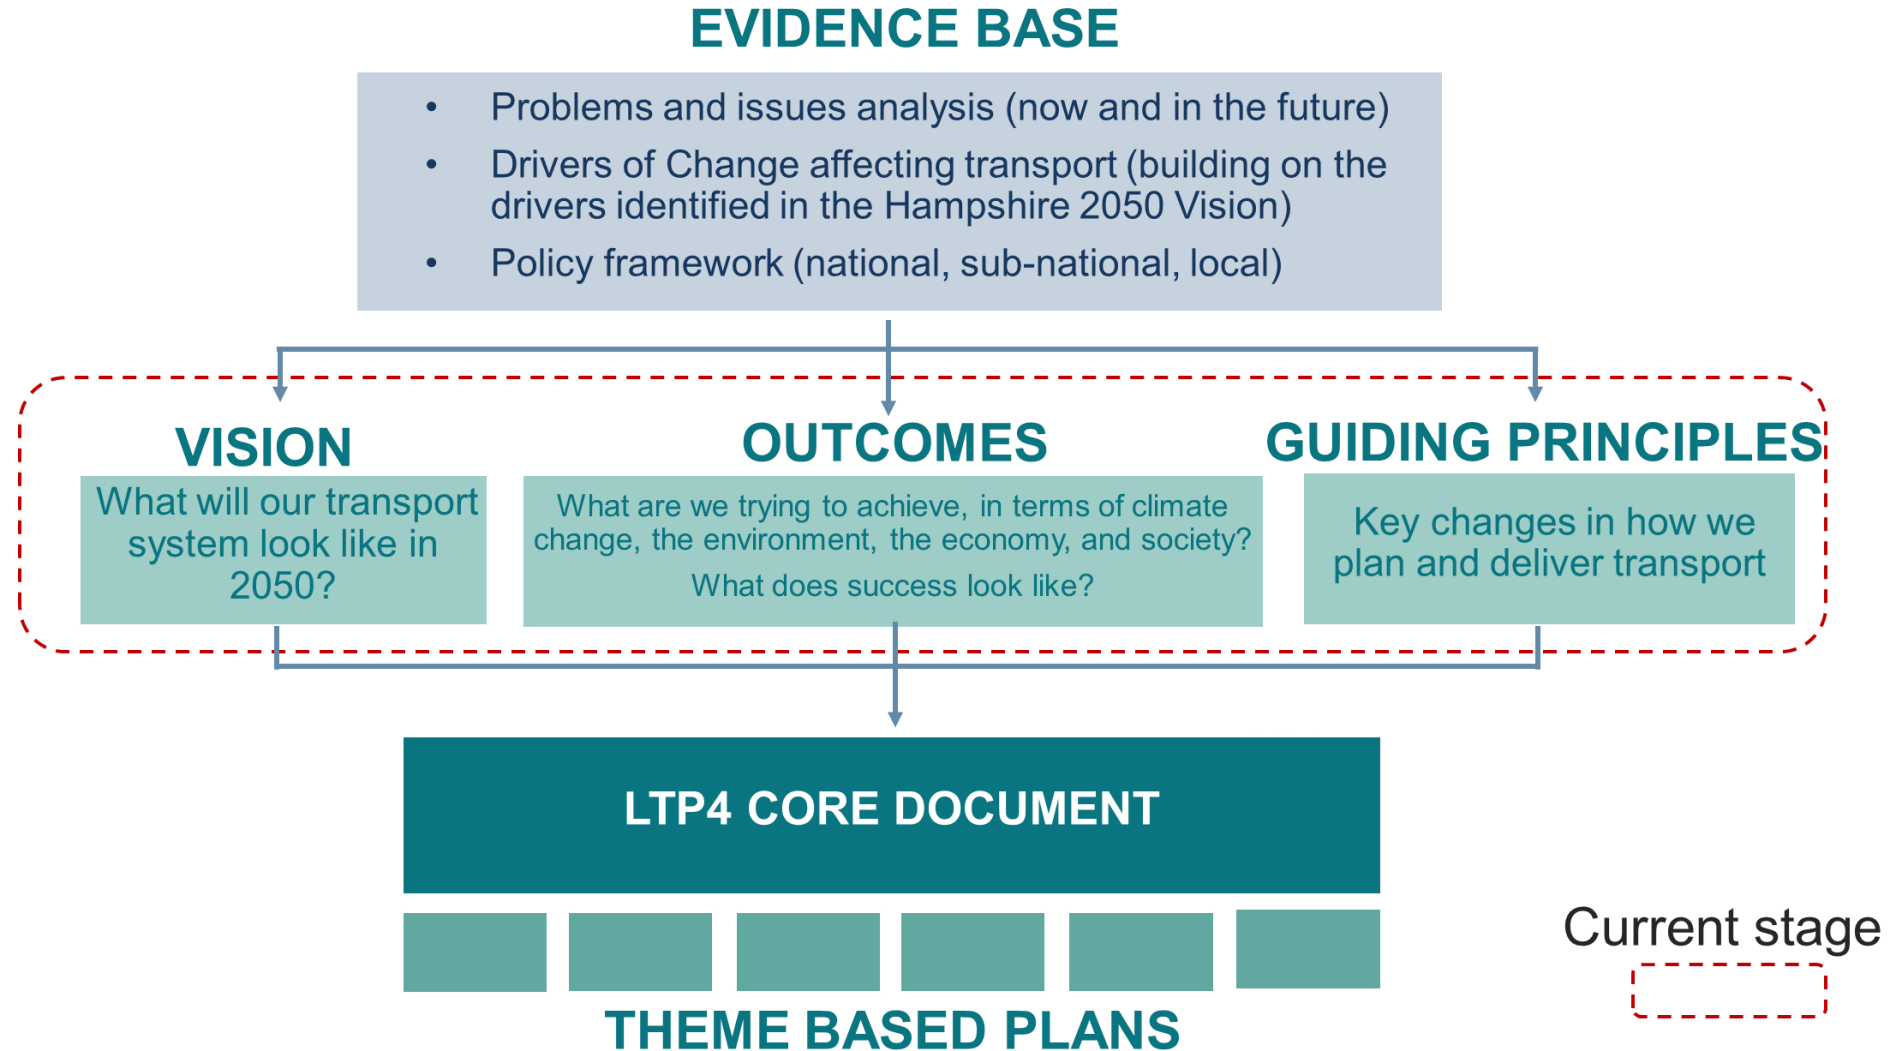 EVIDENCE BASE
• Problems and issues analysis (now and in the future)
• Drivers of Change affecting transport (building on the
drivers identified in the Hampshire 2050 Vision)
• Policy framework (national, sub-national, local)
VISION
What will our transport
system look like in
2050?
OUTCOMES
What are we trying to achieve, in terms of climate
change, the environment, the economy, and society?
What does success look like?
GUIDING PRINCIPLES
Key changes in how we
plan and deliver transport
LTP4 CORE DOCUMENT
THEME BASED PLANS
Current stage